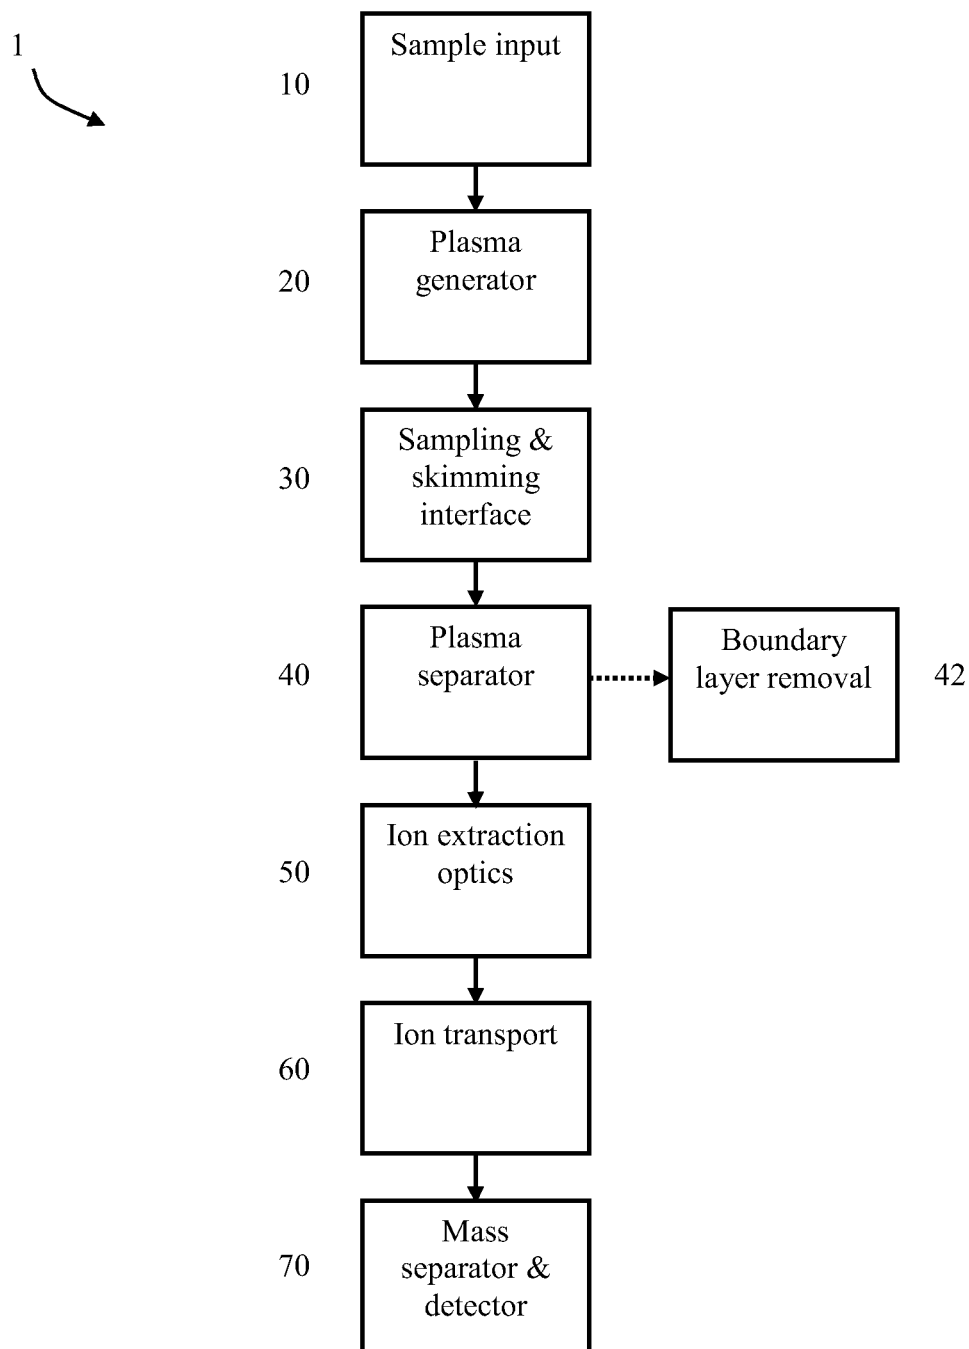 1
10
Sample input
20
Plasma
generator
30
Sampling &
skimming
interface
40
Plasma
separator
Boundary
layer removal
42
50
Ion extraction
optics
60
Ion transport
70
Mass
separator &
detector